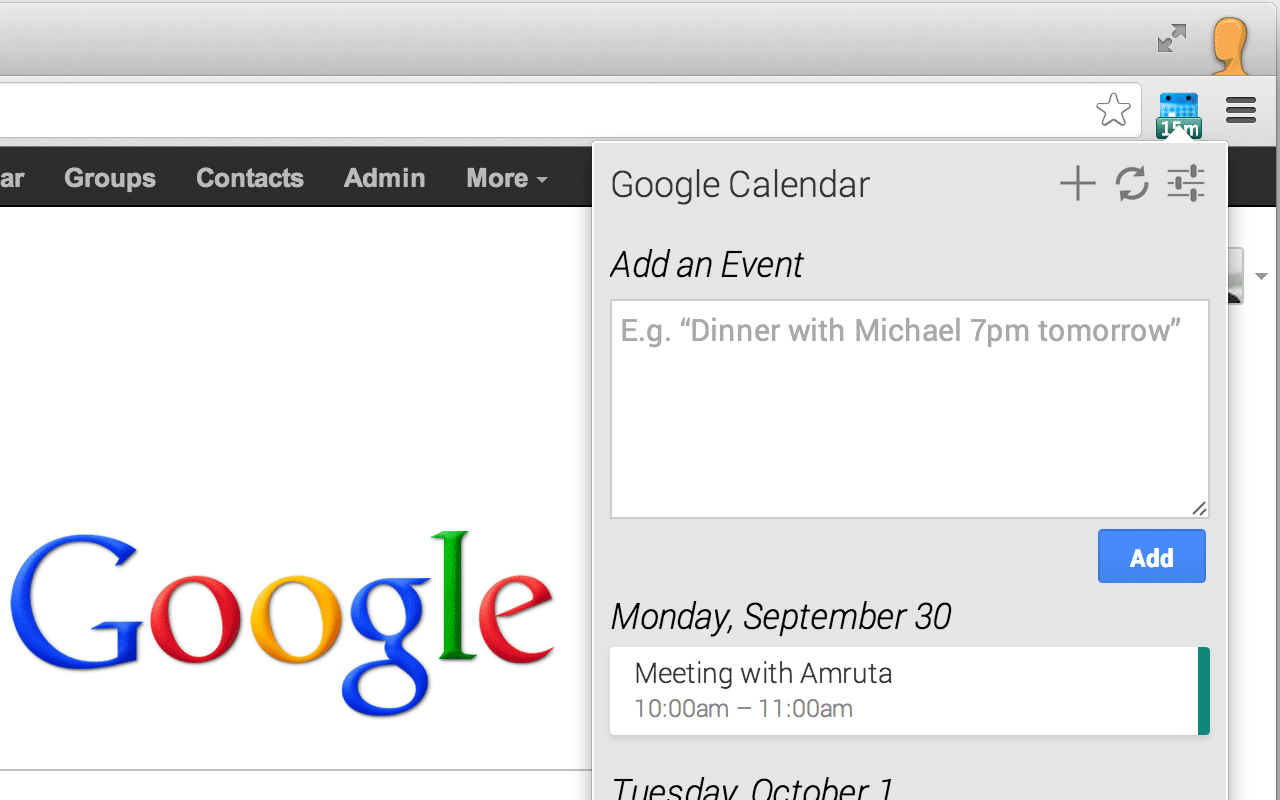 15m
ar Groups Contacts Admin More
Google Calendar
Add an Event
E.g. “Dinner with Michael 7pm tomorrow”
Add
Google
Monday, September 30
Meeting with Amruta
10:00am – 11:00am
Tuesday, October 1